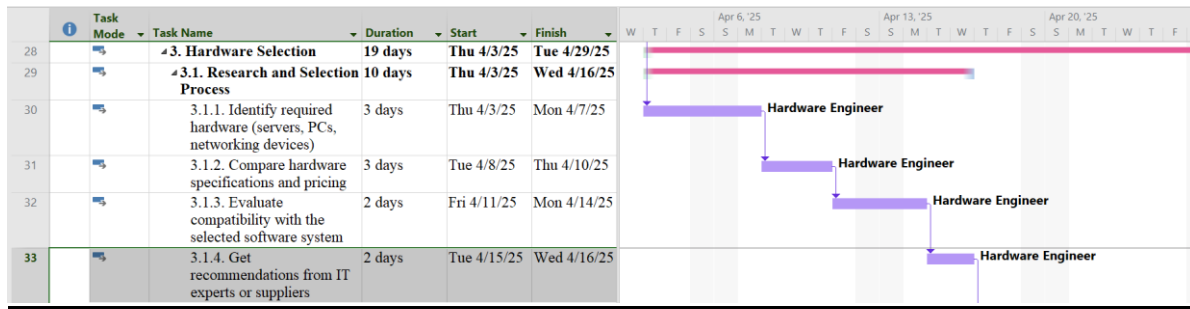 Apr 6, '25 Apr 13, '25 Apr 20, '25
Task
Mode Task Name Duration Start Finish W T F S S M T W T F S S M T W T F S S M T W T F
28 3. Hardware Selection 19 days Thu 4/3/25 Tue 4/29/25
29 3.1. Research and Selection 10 days Thu 4/3/25 Wed 4/16/25
Process
30 3.1.1. Identify required 3 days Thu 4/3/25 Mon 4/7/25 Hardware Engineer
hardware (servers, PCs,
networking devices)
31 3.1.2. Compare hardware 3 days Tue 4/8/25 Thu 4/10/25 Hardware Engineer
specifications and pricing
32 3.1.3. Evaluate 2 days Fri 4/11/25 Mon 4/14/25 Hardware Engineer
compatibility with the
selected software system
33 3.1.4. Get 2 days Tue 4/15/25 Wed 4/16/25 Hardware Engineer
recommendations from IT
experts or suppliers